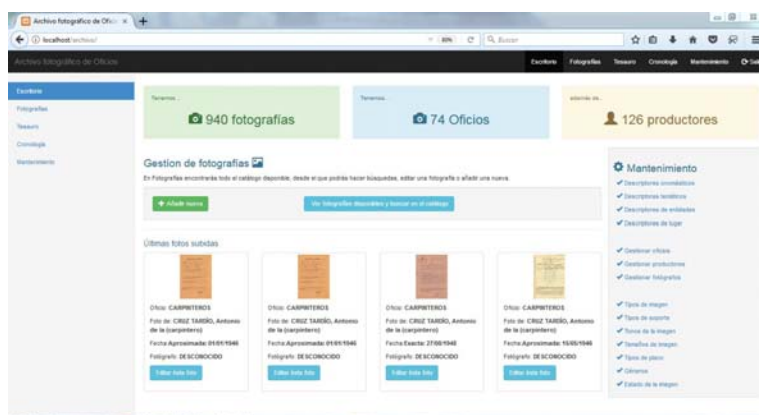 Archivo fotográfico de Ofici
localhost/archivo/
80%
Buscar
Archivo fotográfico de Oficios
Escritorio
Fotografías
Tesauro
Cronología
Mantenimiento
Sal
Escritorio
Fotografías
Tesauro
Cronología
Mantenimiento
Tenemos ...
940 fotografías
Tenemos ...
74 Oficios
además de ...
126 productores
Gestion de fotografías
En Fotografías encontrarás todo el catálogo disponible, desde el que podrás hacer búsquedas, editar una fotografía o añadir una nueva.
Añadir nueva
Ver fotografías disponibles y buscar en el catálogo
Últimas fotos subidas
Oficio: CARPINTEROS
Foto de: CRUZ TARDÍO, Antonio
de la (carpintero)
Fecha Aproximada: 01/01/1946
Fotógrafo: DESCONOCIDO
Editar esta foto
Oficio: CARPINTEROS
Foto de: CRUZ TARDÍO, Antonio
de la (carpintero)
Fecha Aproximada: 01/01/1946
Fotógrafo: DESCONOCIDO
Editar esta foto
Oficio: CARPINTEROS
Foto de: CRUZ TARDÍO, Antonio
de la (carpintero)
Fecha Exacta: 27/08/1948
Fotógrafo: DESCONOCIDO
Editar esta foto
Oficio: CARPINTEROS
Foto de: CRUZ TARDÍO, Antonio
de la (carpintero)
Fecha Aproximada: 15/05/1946
Fotógrafo: DESCONOCIDO
Editar esta foto
Mantenimiento
Descriptores onomásticos
Descriptores temáticos
Descriptores de entidades
Descriptores de lugar
Gestionar oficios
Gestionar productores
Gestionar fotógrafos
Tipos de imagen
Tipos de soporte
Tonos de la imagen
Tamaños de imagen
Tipos de plano
Géneros
Estado de la imagen